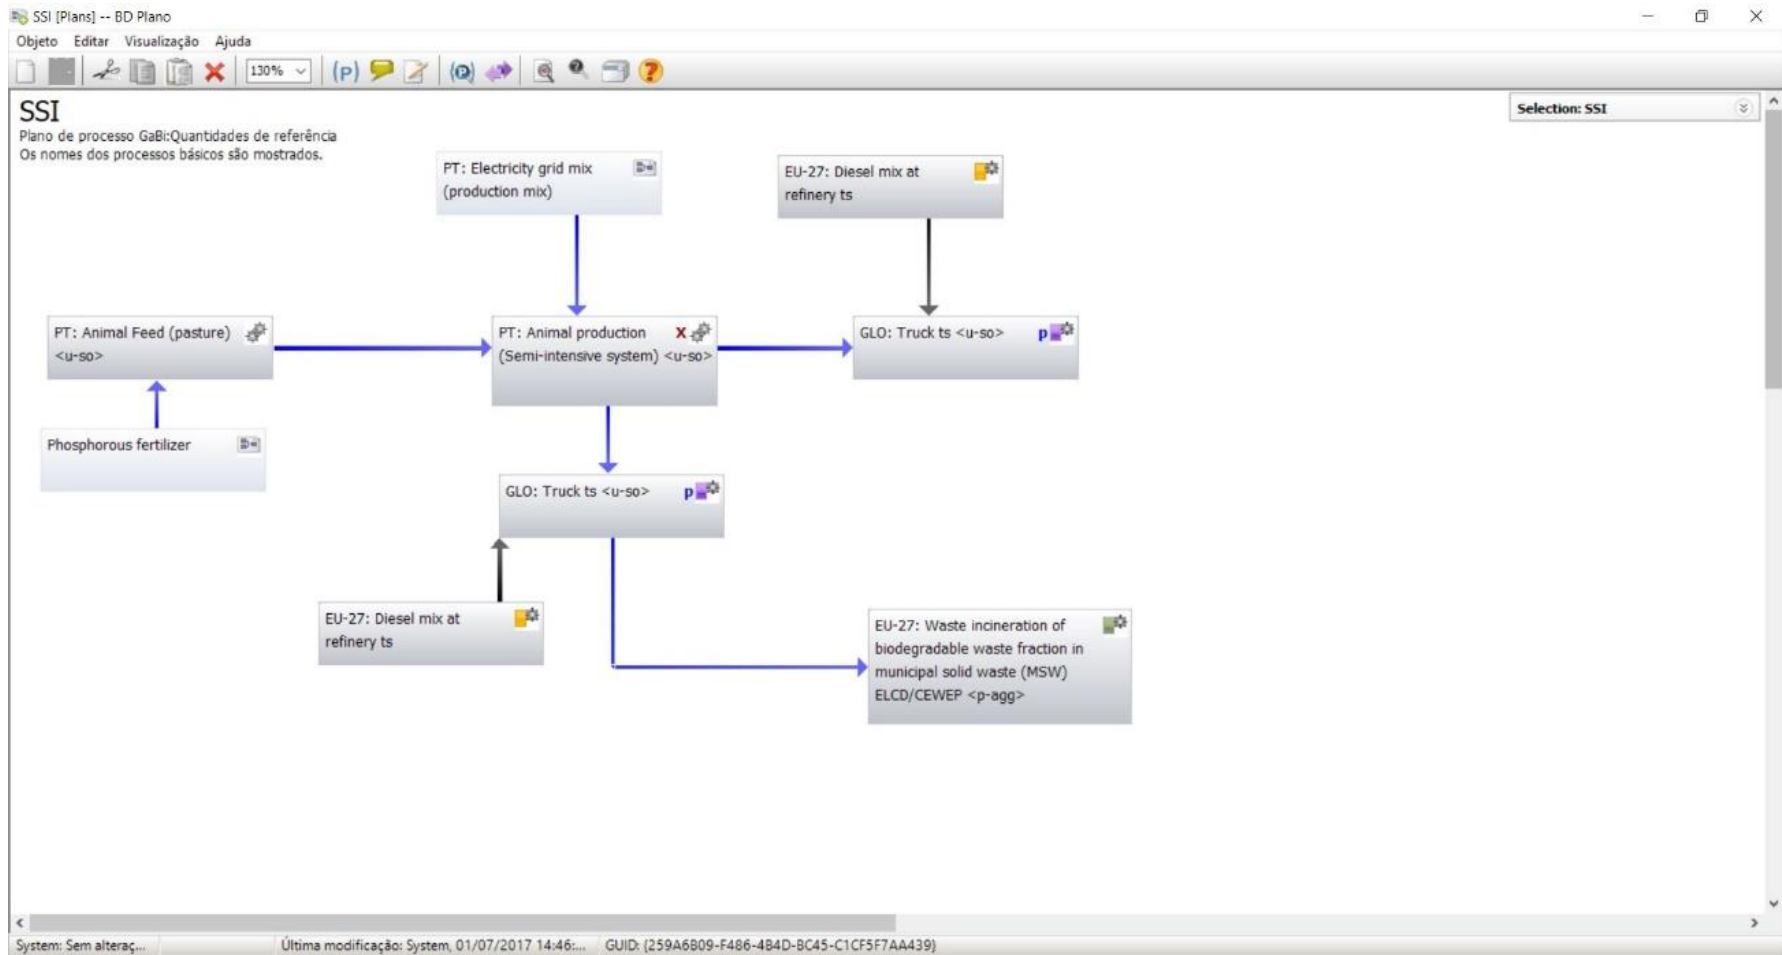 SSI [Plans] -- BD Plano
Objeto Editar Visualização Ajuda
130% (P) (P)
SSI
Plano de processo GaBi:Quantidades de referência
Os nomes dos processos básicos são mostrados.
Selection: SSI
PT: Electricity grid mix
(production mix)
EU-27: Diesel mix at
refinery ts
PT: Animal Feed (pasture)
<u-so>
PT: Animal production X
(Semi-intensive system) <u-so>
GLO: Truck ts <u-so> p
Phosphorous fertilizer
GLO: Truck ts <u-so> p
EU-27: Diesel mix at
refinery ts
EU-27: Waste incineration of
biodegradable waste fraction in
municipal solid waste (MSW)
ELCD/CEWEP <p-agg>
System: Sem alteraç... Última modificação: System, 01/07/2017 14:46:... GUID: {259A6B09-F486-4B4D-BC45-C1CF5F7AA439}